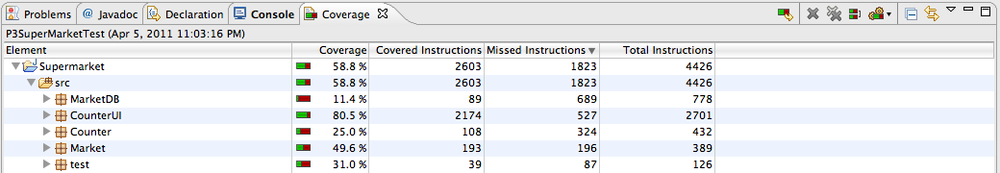 Problems @ Javadoc Declaration Console Coverage
P3SuperMarketTest (Apr 5, 2011 11:03:16 PM)
Element Coverage Covered Instructions Missed Instructions Total Instructions
Supermarket 58.8 % 2603 1823 4426
src 58.8 % 2603 1823 4426
MarketDB 11.4 % 89 689 778
CounterUI 80.5 % 2174 527 2701
Counter 25.0 % 108 324 432
Market 49.6 % 193 196 389
test 31.0 % 39 87 126